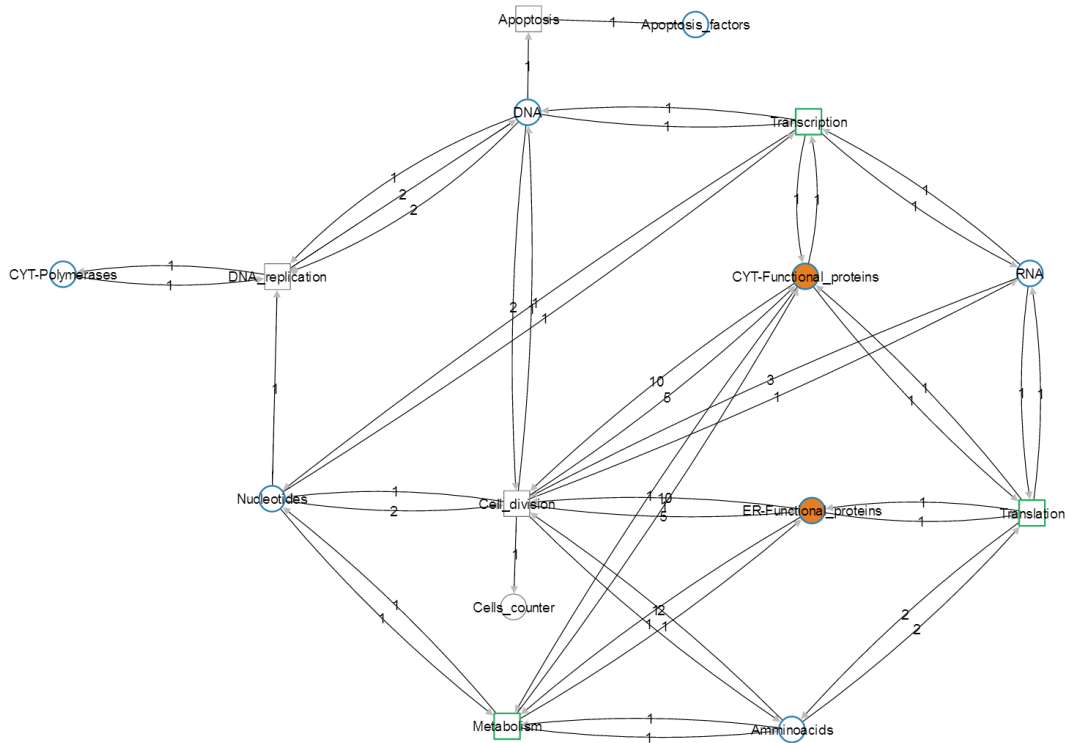 Apoptosis
1
Apoptosis_factors
1
DNA
1
Transcription
1
1
2
2
1
1
1
1
CYT-Polymerases
1
DNA_replication
1
CYT-Functional_proteins
RNA
2
1
1
1
10
3
5
1
1
1
1
1
1
Nucleotides
1
2
Cell_division
1
10
5
ER-Functional_proteins
1
1
Translation
1
Cells_counter
1
1
12
1
1
2
2
Metabolism
1
1
Amminoacids